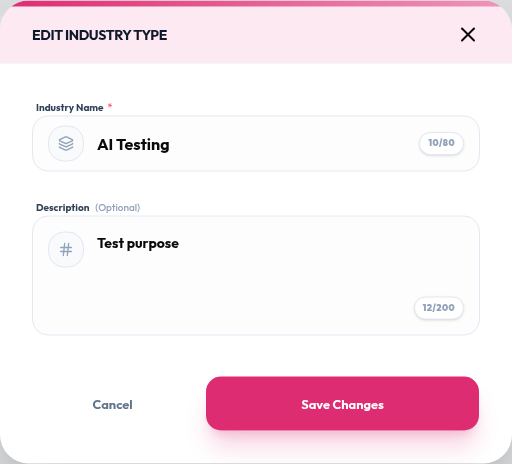 EDIT INDUSTRY TYPE
Industry Name *
AI Testing
10/80
Description (Optional)
Test purpose
12/200
Cancel
Save Changes